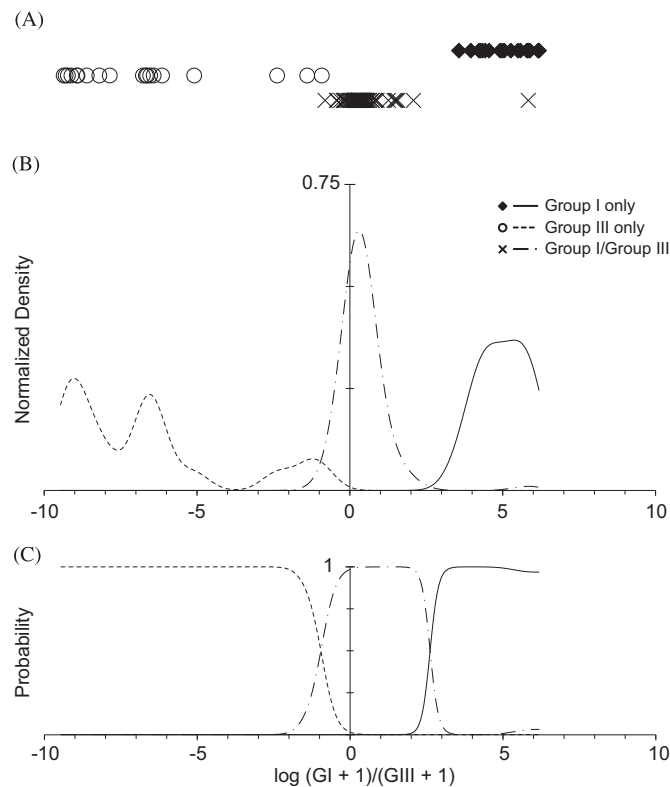 (A)
(B)
0.75
Group I only
Group III only
Group I/Group III
Normalized Density
-10 -5 0 5 10
(C)
1
Probability
-10 -5 0 5 10
log (GI + 1)/(GIII + 1)